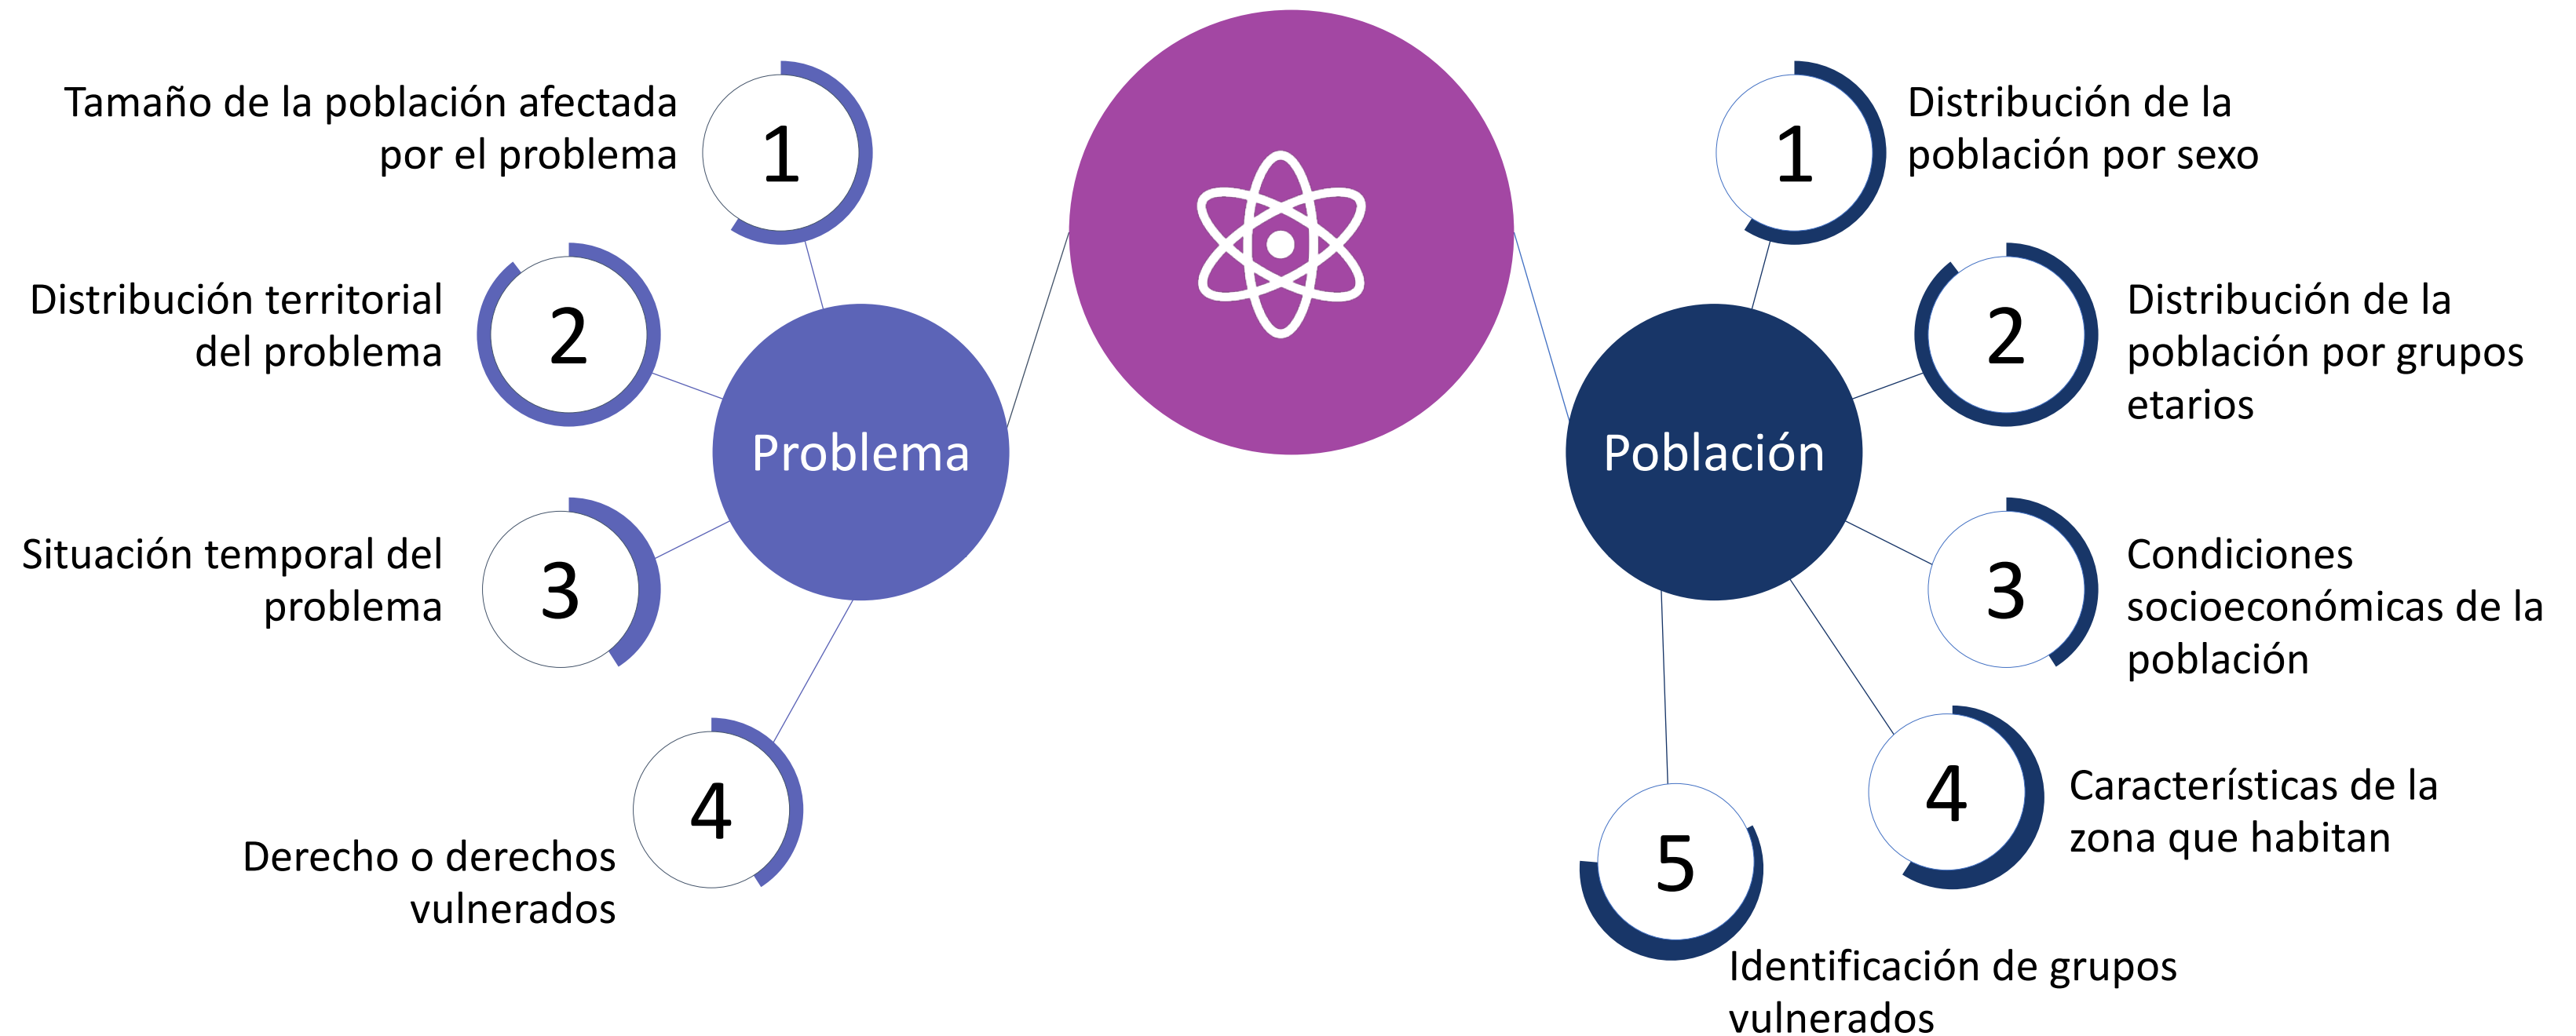 Tamaño de la población afectada
por el problema
1
Distribución territorial
del problema
2
Situación temporal del
problema
3
Derecho o derechos
vulnerados
4
Problema
Población
1
Distribución de la
población por sexo
2
Distribución de la
población por grupos
etarios
3
Condiciones
socioeconómicas de la
población
4
Características de la
zona que habitan
5
Identificación de grupos
vulnerados